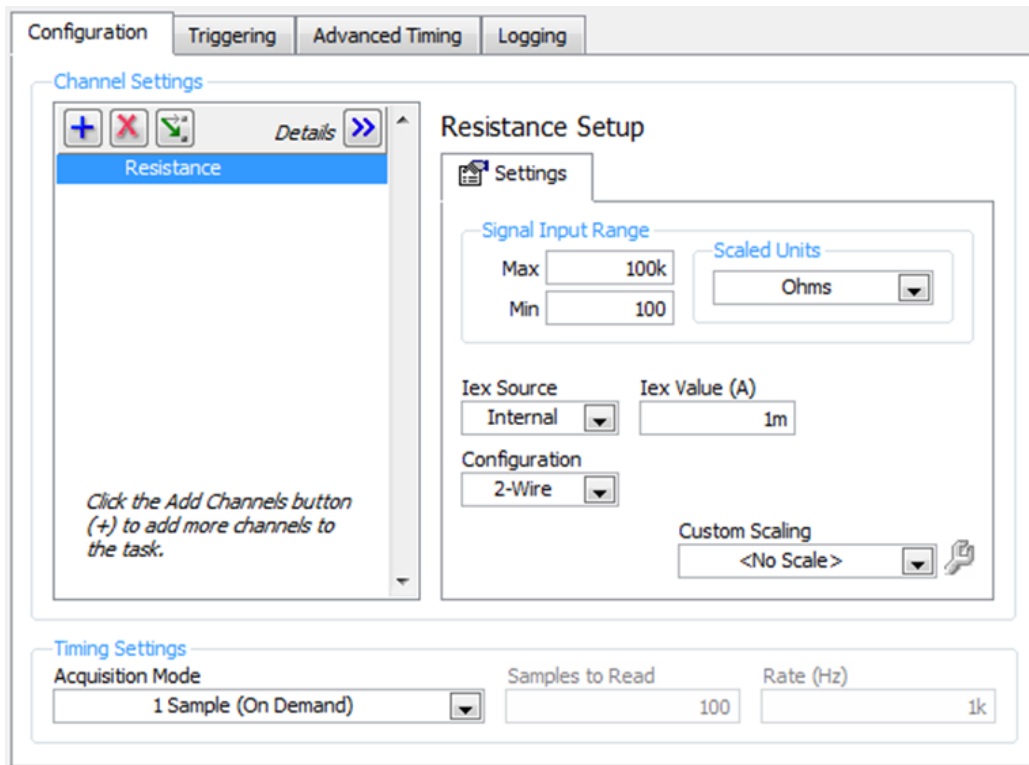 Configuration
Triggering
Advanced Timing
Logging
Channel Settings
Details
Resistance
Click the Add Channels button
(+) to add more channels to
the task.
Resistance Setup
Settings
Signal Input Range
Max 100k
Min 100
Scaled Units
Ohms
Iex Source
Internal
Iex Value (A)
1m
Configuration
2-Wire
Custom Scaling
<No Scale>
Timing Settings
Acquisition Mode
1 Sample (On Demand)
Samples to Read
100
Rate (Hz)
1k